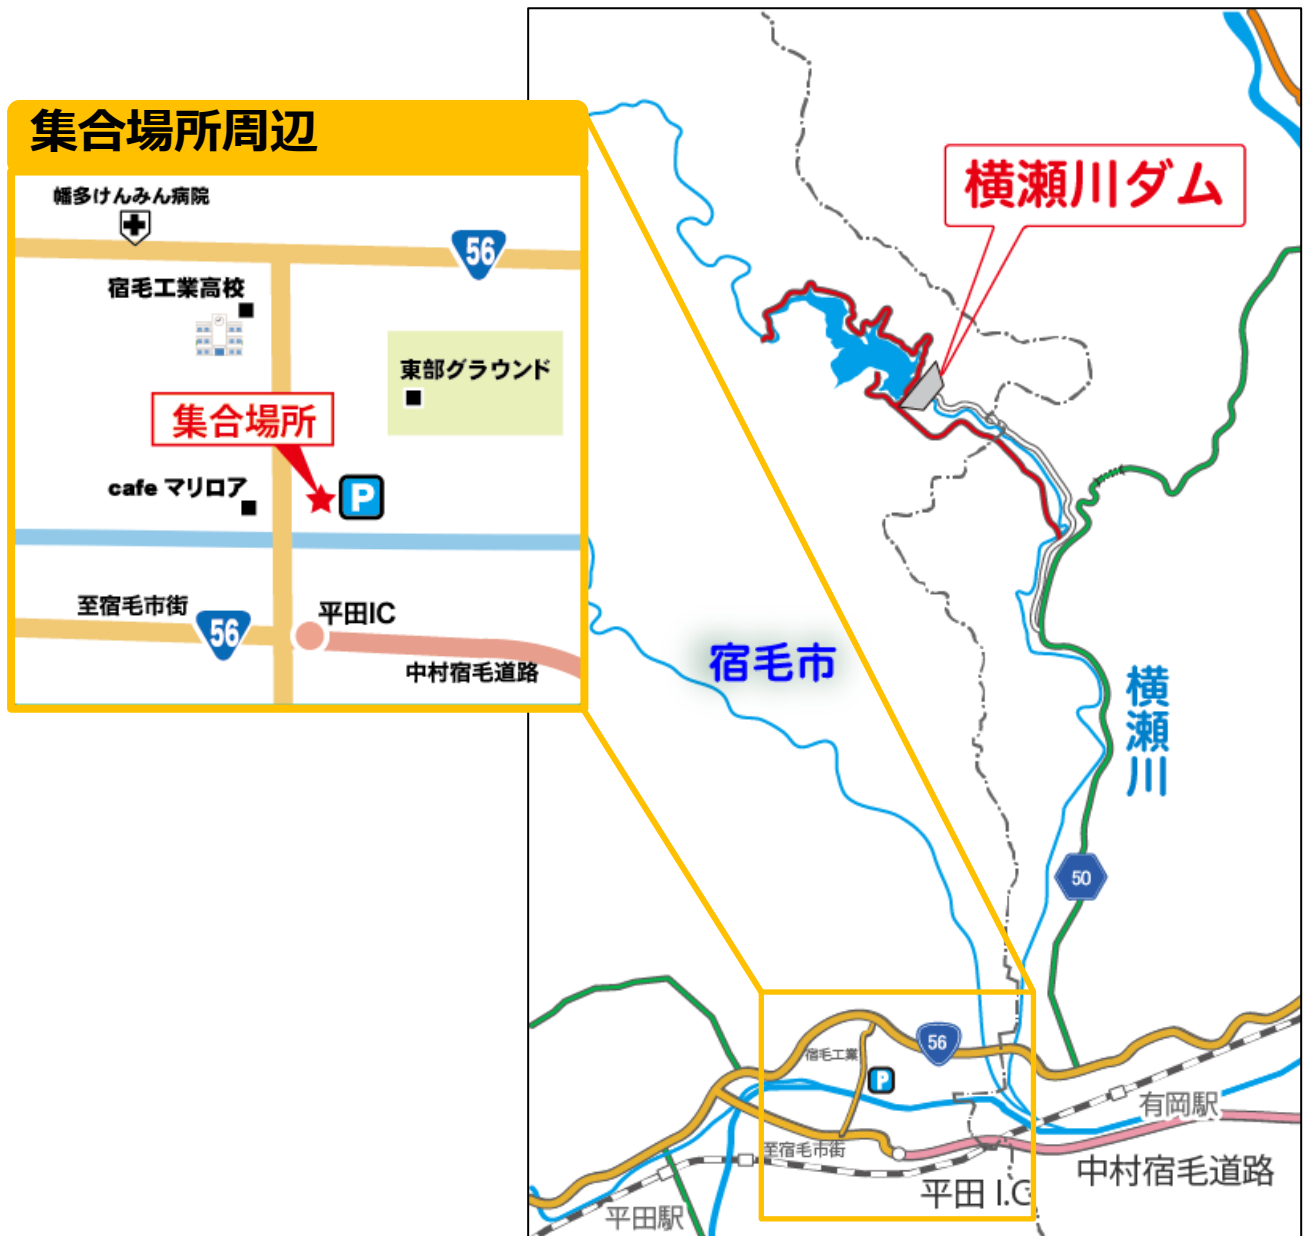 集合場所周辺
幡多けんみん病院
56
宿毛工業高校
東部グラウンド
集合場所
cafe マリロア
P
至宿毛市街
56
平田IC
中村宿毛道路
横瀬川ダム
宿毛市
横瀬川
50
56
宿毛工業
P
有岡駅
至宿毛市街
中村宿毛道路
平田 I.C
平田駅